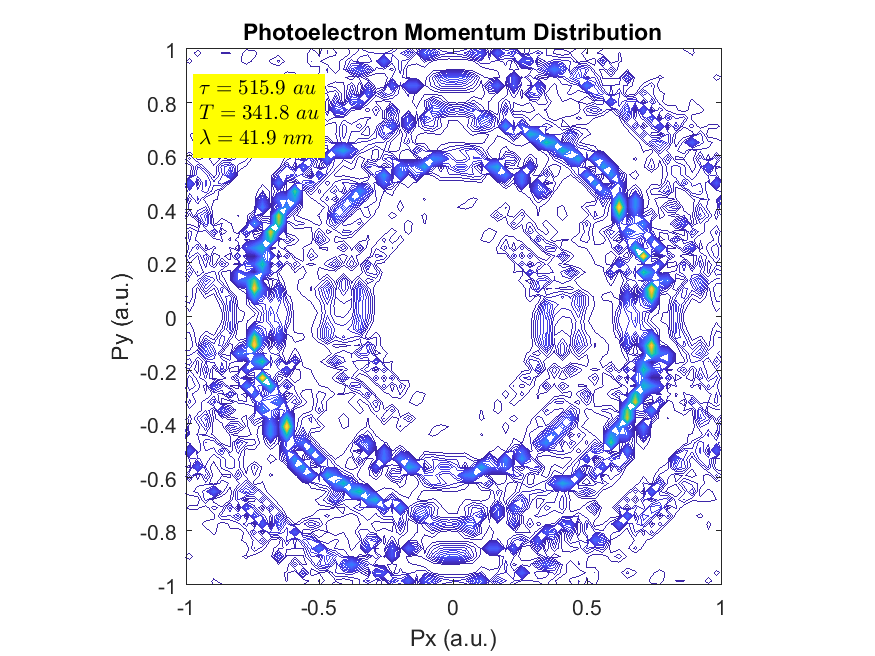 Photoelectron Momentum Distribution
τ = 515.9 au
T = 341.8 au
λ = 41.9 nm
1
0.8
0.6
0.4
0.2
0
-0.2
-0.4
-0.6
-0.8
-1
Py (a.u.)
-1 -0.5 0 0.5 1
Px (a.u.)